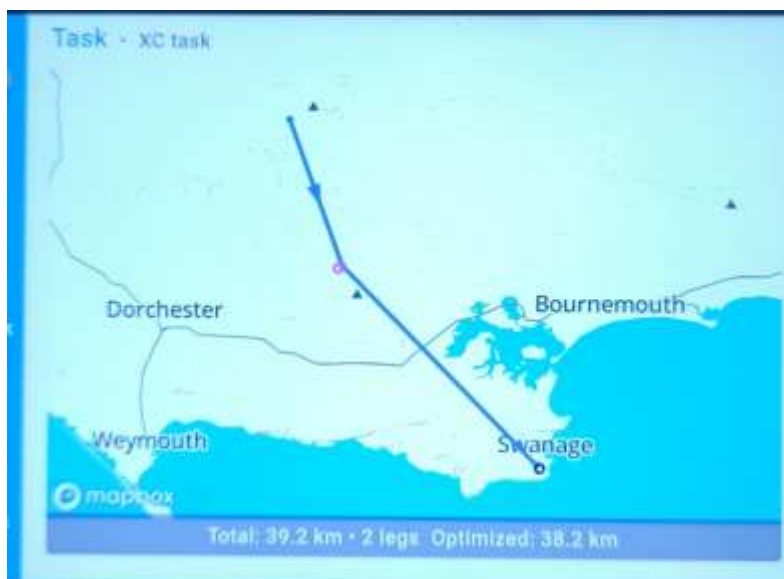 Task · XC task
Dorchester
Bournemouth
Weymouth
Swanage
mapbox
Total: 39.2 km • 2 legs Optimized: 38.2 km